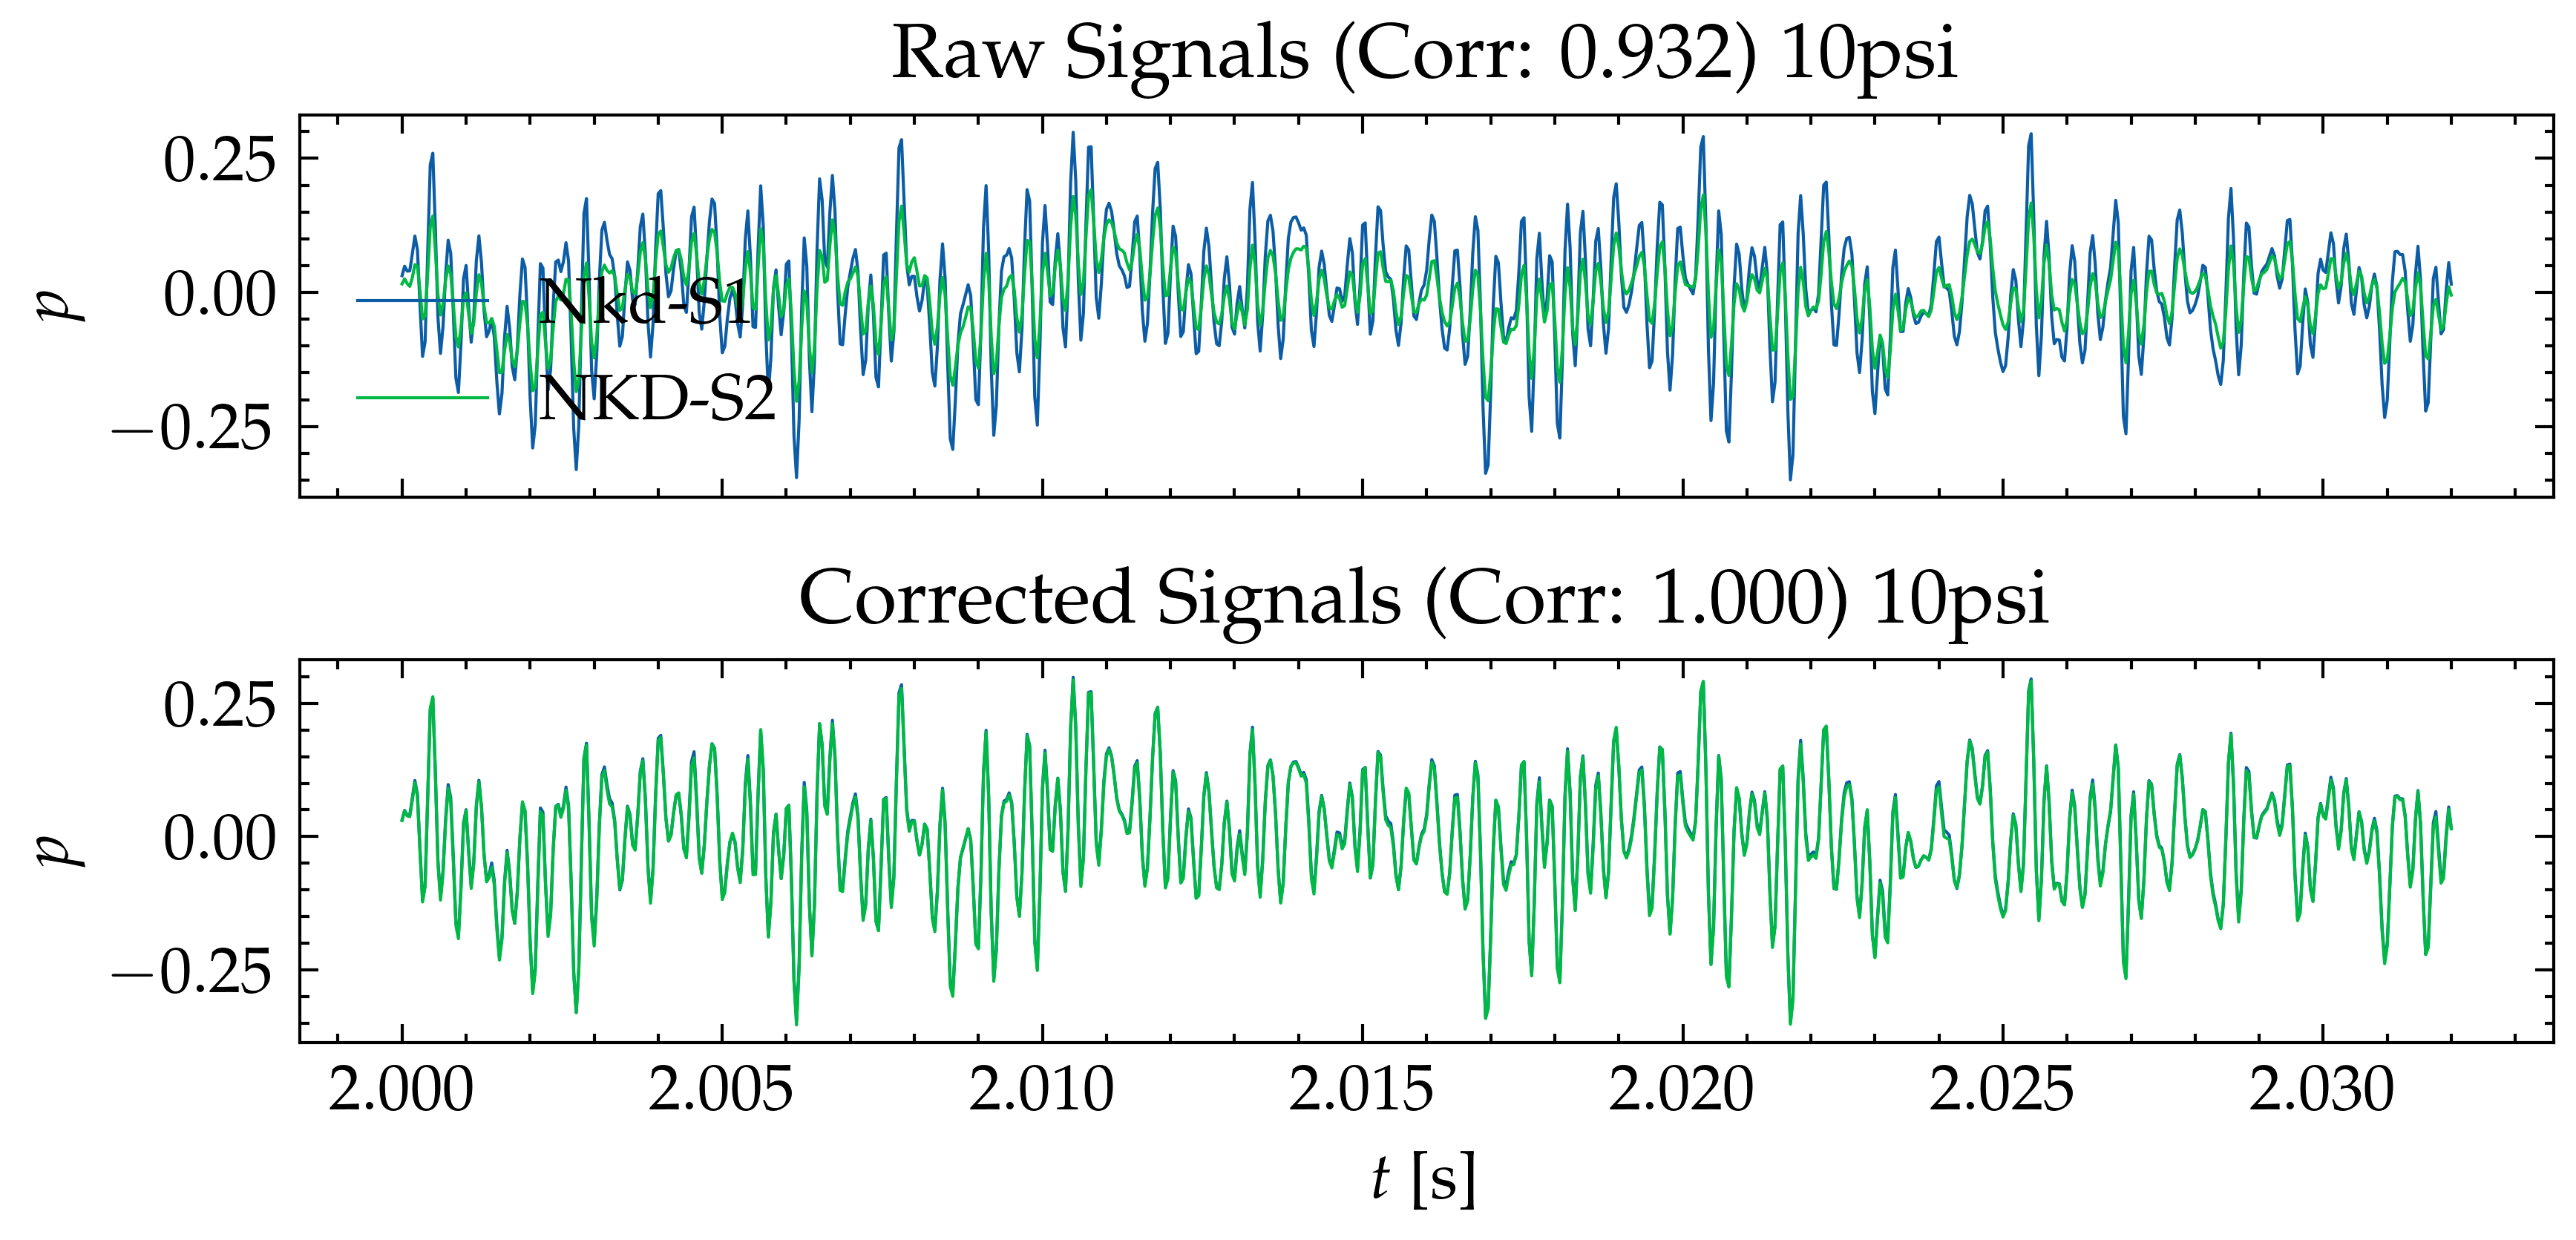 Raw Signals (Corr: 0.932) 10psi
0.25
0.00
−0.25
p
Nkd-S1
NKD-S2
Corrected Signals (Corr: 1.000) 10psi
0.25
0.00
−0.25
p
2.000 2.005 2.010 2.015 2.020 2.025 2.030
t [s]